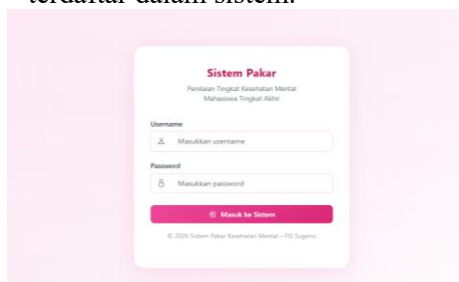 terdaftar dalam sistem.
Sistem Pakar
Penilaian Tingkat Kesehatan Mental
Mahasiswa Tingkat Akhir
Username
Masukkan username
Password
Masukkan password
Masuk ke Sistem
Sistem Pakar Kesehatan Mental – FIS Sugeno